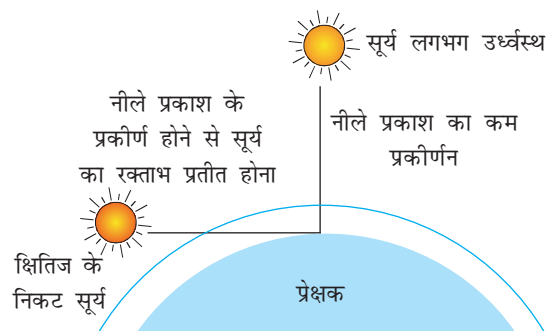 सूर्य लगभग उर्ध्वस्थ
नीले प्रकाश के
प्रकीर्ण होने से सूर्य
का रक्ताभ प्रतीत होना
नीले प्रकाश का कम
प्रकीर्णन
क्षितिज के
निकट सूर्य
प्रेक्षक